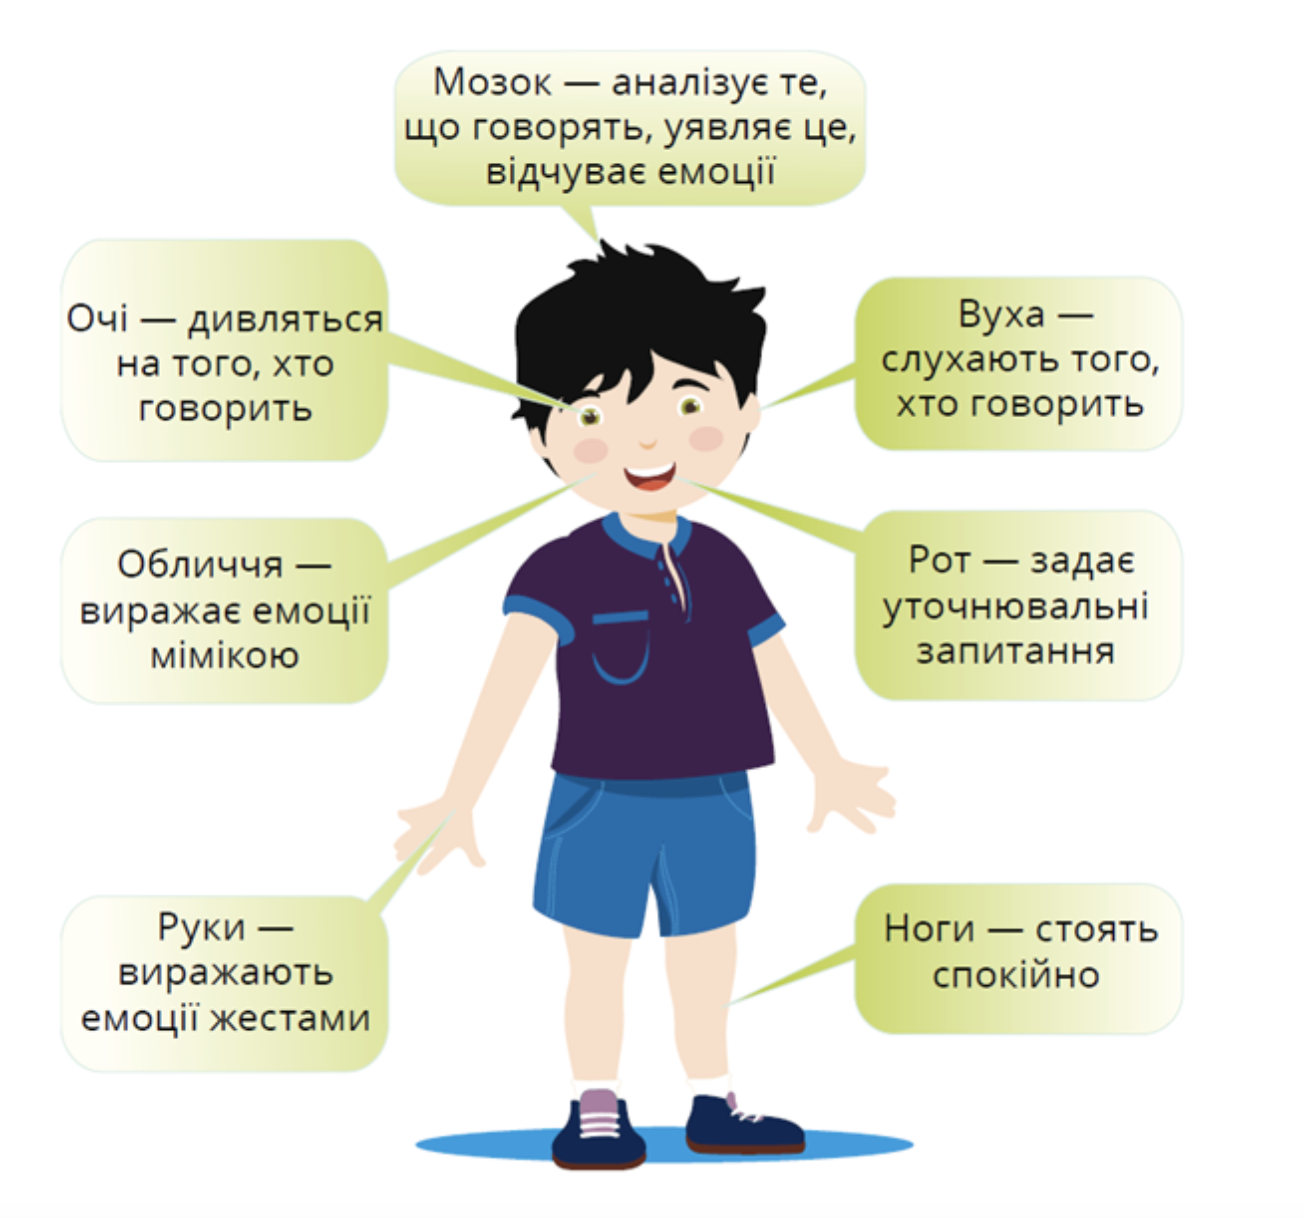 Мозок — аналізує те,
що говорять, уявляє це,
відчуває емоції
Очі — дивляться
на того, хто
говорить
Вуха —
слухають того,
хто говорить
Обличчя —
виражає емоції
мімікою
Рот — задає
уточнювальні
запитання
Руки —
виражають
емоції жестами
Ноги — стоять
спокійно